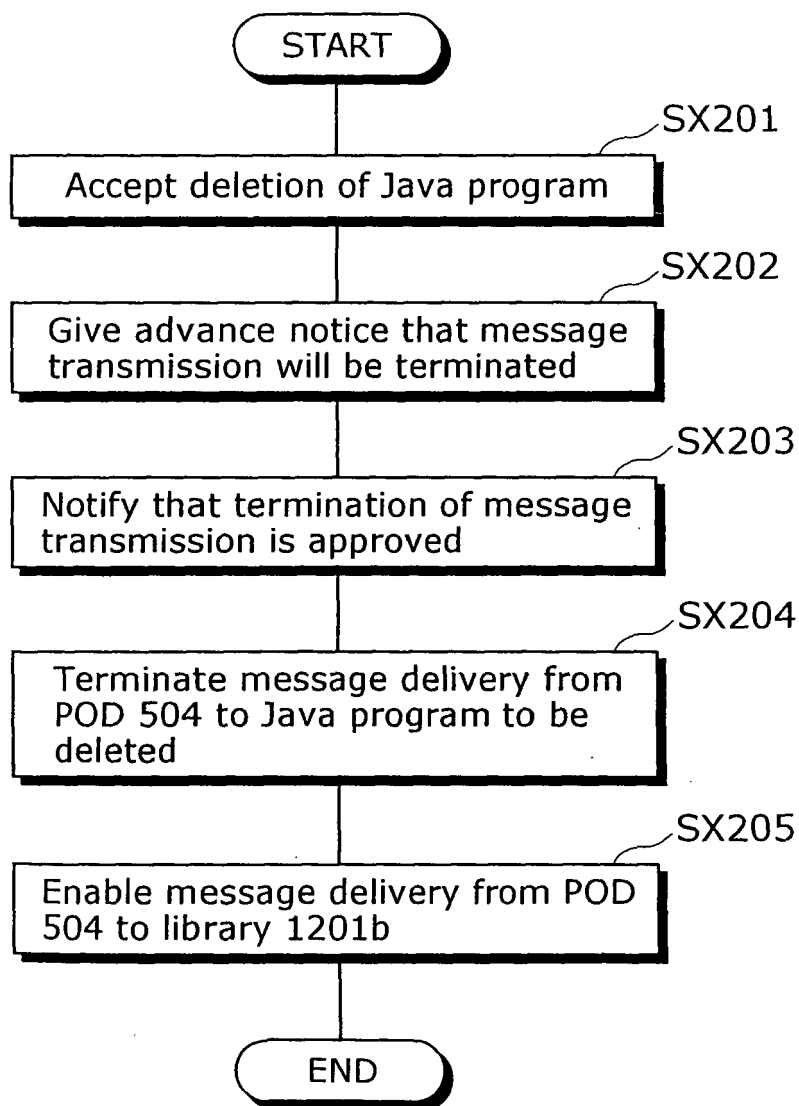 START
SX201
Accept deletion of Java program
SX202
Give advance notice that message
transmission will be terminated
SX203
Notify that termination of message
transmission is approved
SX204
Terminate message delivery from
POD 504 to Java program to be
deleted
SX205
Enable message delivery from POD
504 to library 1201b
END